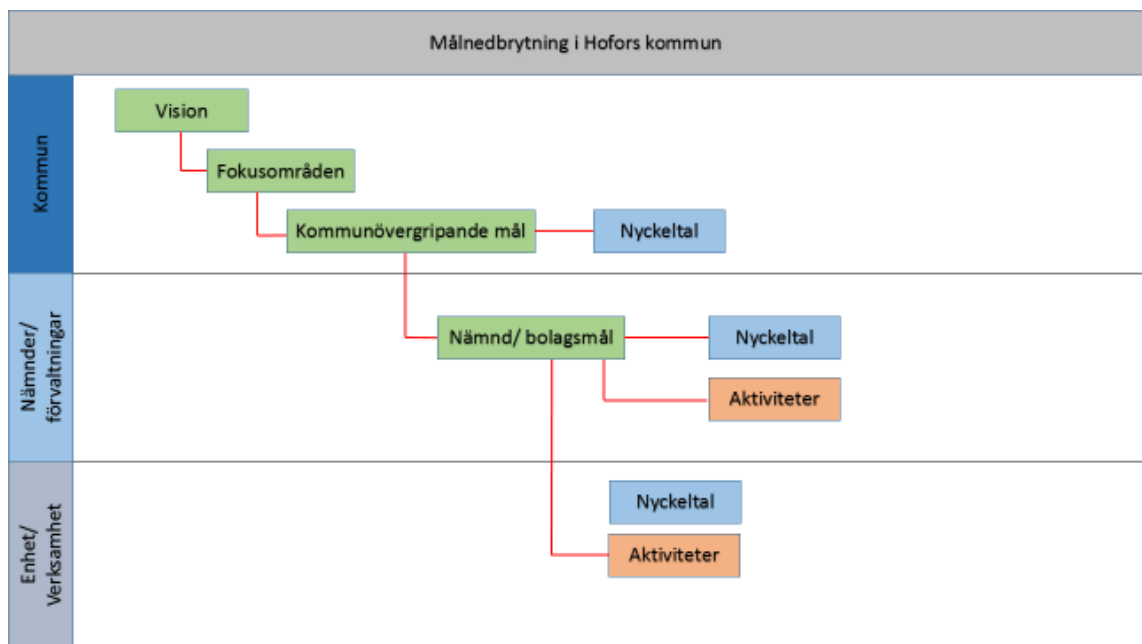 Målnedbrytning i Hofors kommun
Kommun
Vision
Fokusområden
Kommunövergripande mål
Nyckeltal
Nämnder/
förvaltningar
Nämnd/ bolagsmål
Nyckeltal
Aktiviteter
Enhet/
Verksamhet
Nyckeltal
Aktiviteter